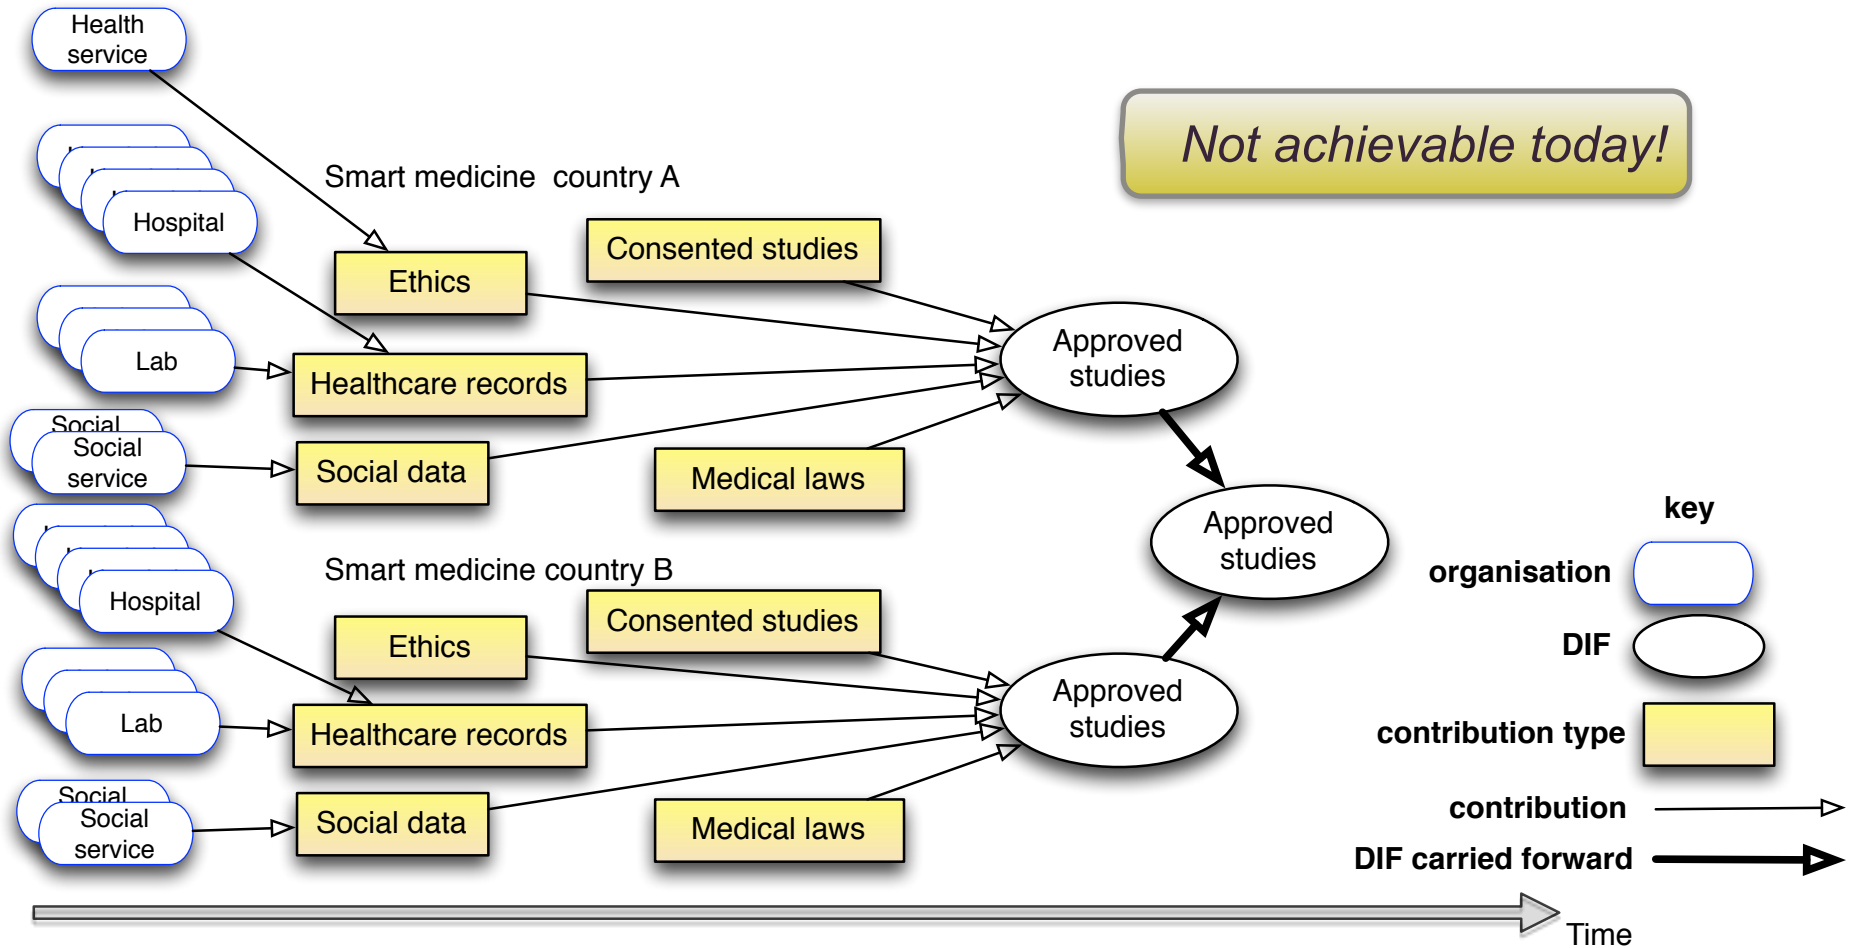 Health
service
Not achievable today!
Smart medicine  country A
Hospital
Consented studies
Ethics
Approved
studies
Lab
Healthcare records
Social
Social
service
Social data
Medical laws
Approved
studies
key
organisation
Smart medicine country B
Hospital
Consented studies
Ethics
DIF
Approved
studies
Lab
Healthcare records
contribution type
Social
Social
service
Social data
Medical laws
contribution
DIF carried forward
Time